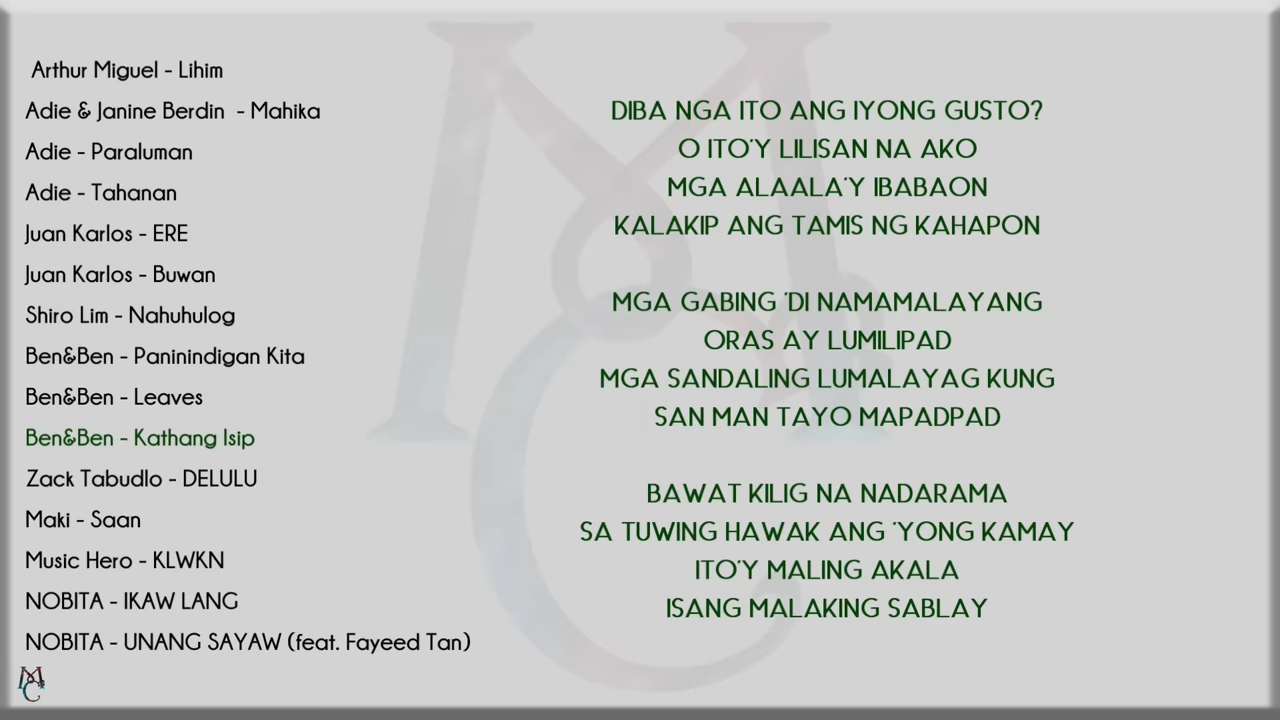 Arthur Miguel - Lihim
Adie & Janine Berdin - Mahika
Adie - Paraluman
Adie - Tahanan
Juan Karlos - ERE
Juan Karlos - Buwan
Shiro Lim - Nahuhulog
Ben&Ben - Paninindigan Kita
Ben&Ben - Leaves
Ben&Ben - Kathang Isip
Zack Tabudlo - DELULU
Maki - Saan
Music Hero - KLWKN
NOBITA - IKAW LANG
NOBITA - UNANG SAYAW (feat. Fayeed Tan)
MC
DIBA NGA ITO ANG IYONG GUSTO?
O ITO'Y LILISAN NA AKO
MGA ALAALA'Y IBABAON
KALAKIP ANG TAMIS NG KAHAPON
MGA GABING 'DI NAMAMALAYANG
ORAS AY LUMILIPAD
MGA SANDALING LUMALAYAG KUNG
SAN MAN TAYO MAPADPAD
BAWAT KILIG NA NADARAMA
SA TUWING HAWAK ANG 'YONG KAMAY
ITO'Y MALING AKALA
ISANG MALAKING SABLAY